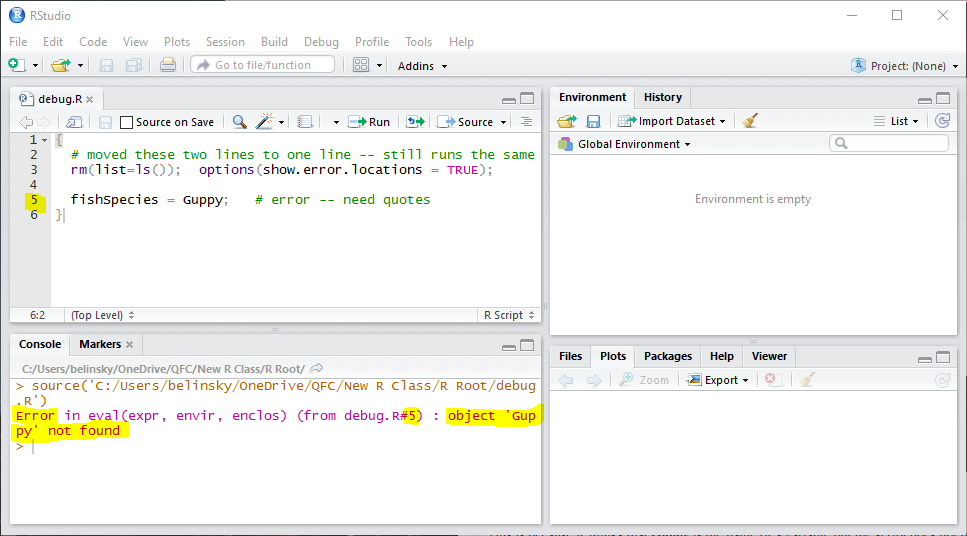 RStudio
File Edit Code View Plots Session Build Debug Profile Tools Help
Go to file/function Addins Project: (None)
debug.R
Source on Save Run Source
1 {
2 # moved these two lines to one line -- still runs the same
3 rm(list=ls()); options(show.error.locations = TRUE);
4
5 fishSpecies = Guppy; # error -- need quotes
6 }
6:2 (Top Level) R Script
Console Markers
C:/Users/belinsky/OneDrive/QFC/New R Class/R Root/
> source('C:/Users/belinsky/OneDrive/QFC/New R Class/R Root/debug
.R')
Error in eval(expr, envir, enclos) (from debug.R#5) : object 'Gup
py' not found
>
Environment History
Import Dataset List
Global Environment
Environment is empty
Files Plots Packages Help Viewer
Zoom Export